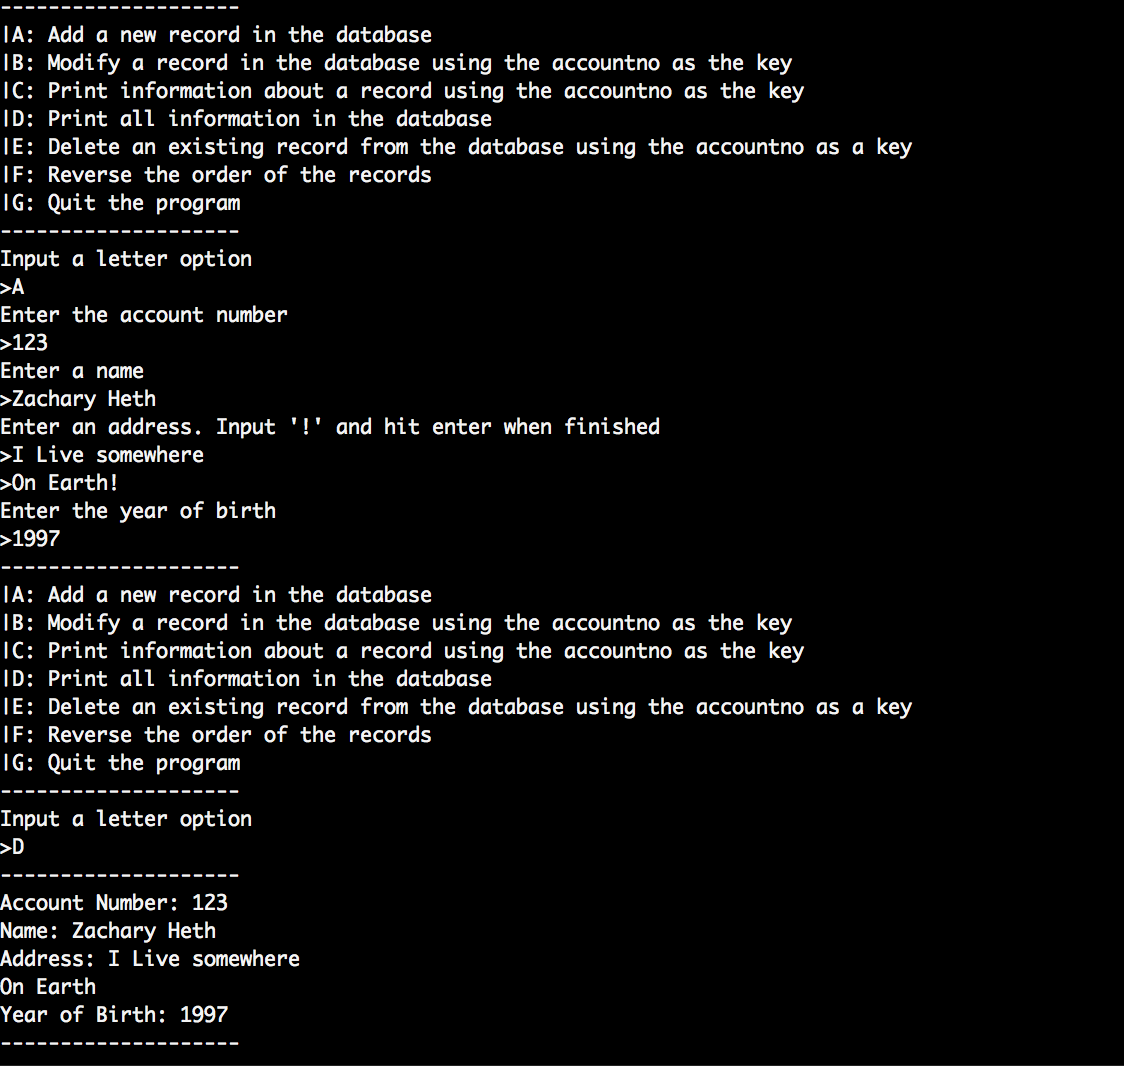 --------------------
|A: Add a new record in the database
|B: Modify a record in the database using the accountno as the key
|C: Print information about a record using the accountno as the key
|D: Print all information in the database
|E: Delete an existing record from the database using the accountno as a key
|F: Reverse the order of the records
|G: Quit the program
--------------------
Input a letter option
>A
Enter the account number
>123
Enter a name
>Zachary Heth
Enter an address. Input '!' and hit enter when finished
>I Live somewhere
>On Earth!
Enter the year of birth
>1997
--------------------
|A: Add a new record in the database
|B: Modify a record in the database using the accountno as the key
|C: Print information about a record using the accountno as the key
|D: Print all information in the database
|E: Delete an existing record from the database using the accountno as a key
|F: Reverse the order of the records
|G: Quit the program
--------------------
Input a letter option
>D
--------------------
Account Number: 123
Name: Zachary Heth
Address: I Live somewhere
On Earth
Year of Birth: 1997
--------------------